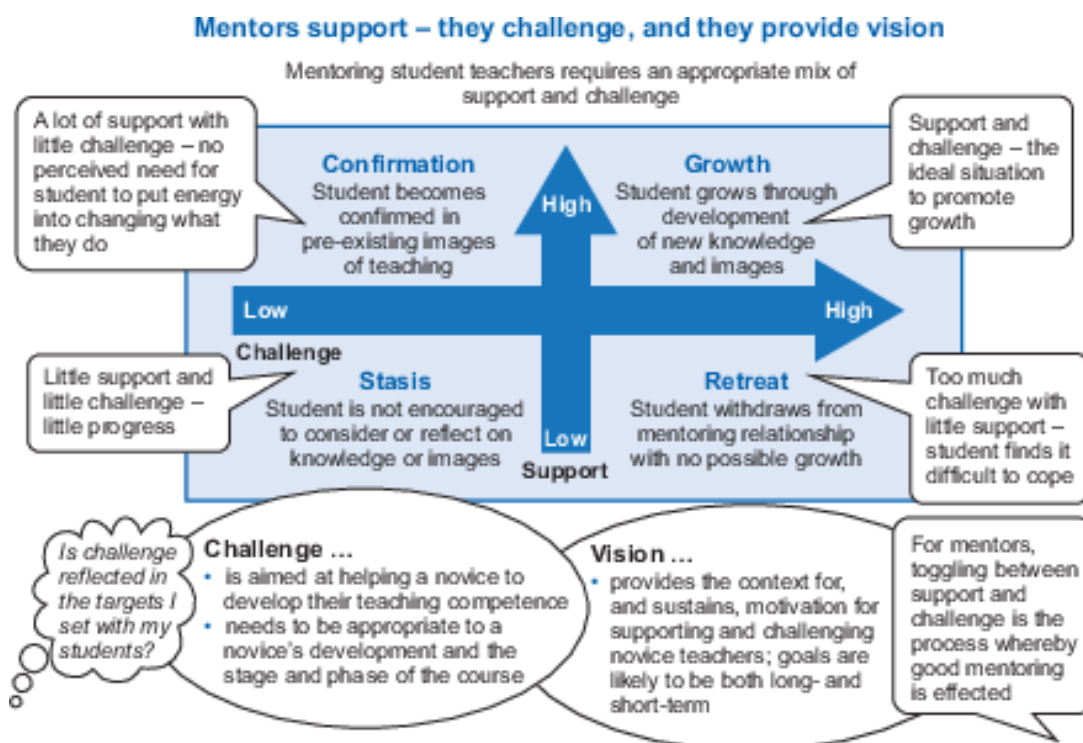 Mentors support – they challenge, and they provide vision
Mentoring student teachers requires an appropriate mix of
support and challenge
A lot of support with
little challenge – no
perceived need for
student to put energy
into changing what
they do
Confirmation
Student becomes
confirmed in
pre-existing images
of teaching
High
Growth
Student grows through
development
of new knowledge
and images
Support and
challenge – the
ideal situation
to promote
growth
Low
High
Challenge
Little support and
little challenge –
little progress
Stasis
Student is not encouraged
to consider or reflect on
knowledge or images
Low
Support
Retreat
Student withdraws from
mentoring relationship
with no possible growth
Too much
challenge with
little support –
student finds it
difficult to cope
Is challenge
reflected in
the targets I
set with my
students?
Challenge ...
• is aimed at helping a novice to
develop their teaching competence
• needs to be appropriate to a
novice's development and the
stage and phase of the course
Vision ...
• provides the context for,
and sustains, motivation for
supporting and challenging
novice teachers; goals are
likely to be both long- and
short-term
For mentors,
toggling between
support and
challenge is the
process whereby
good mentoring
is effected